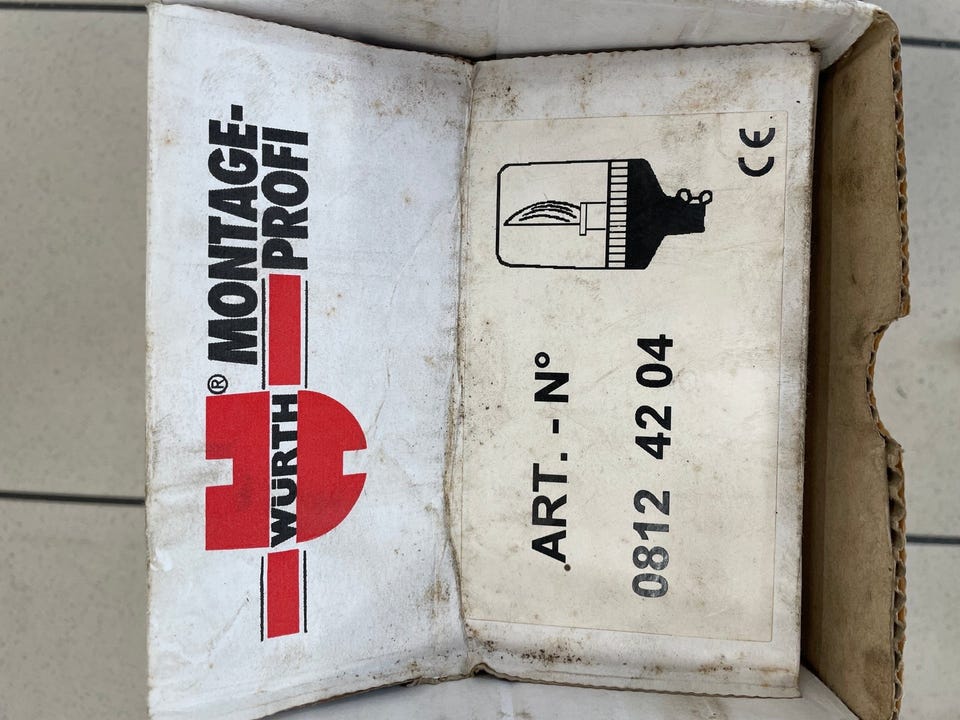 WÜRTH
® MONTAGE-
PROFI
CE
ART. - N°
0812 42 04